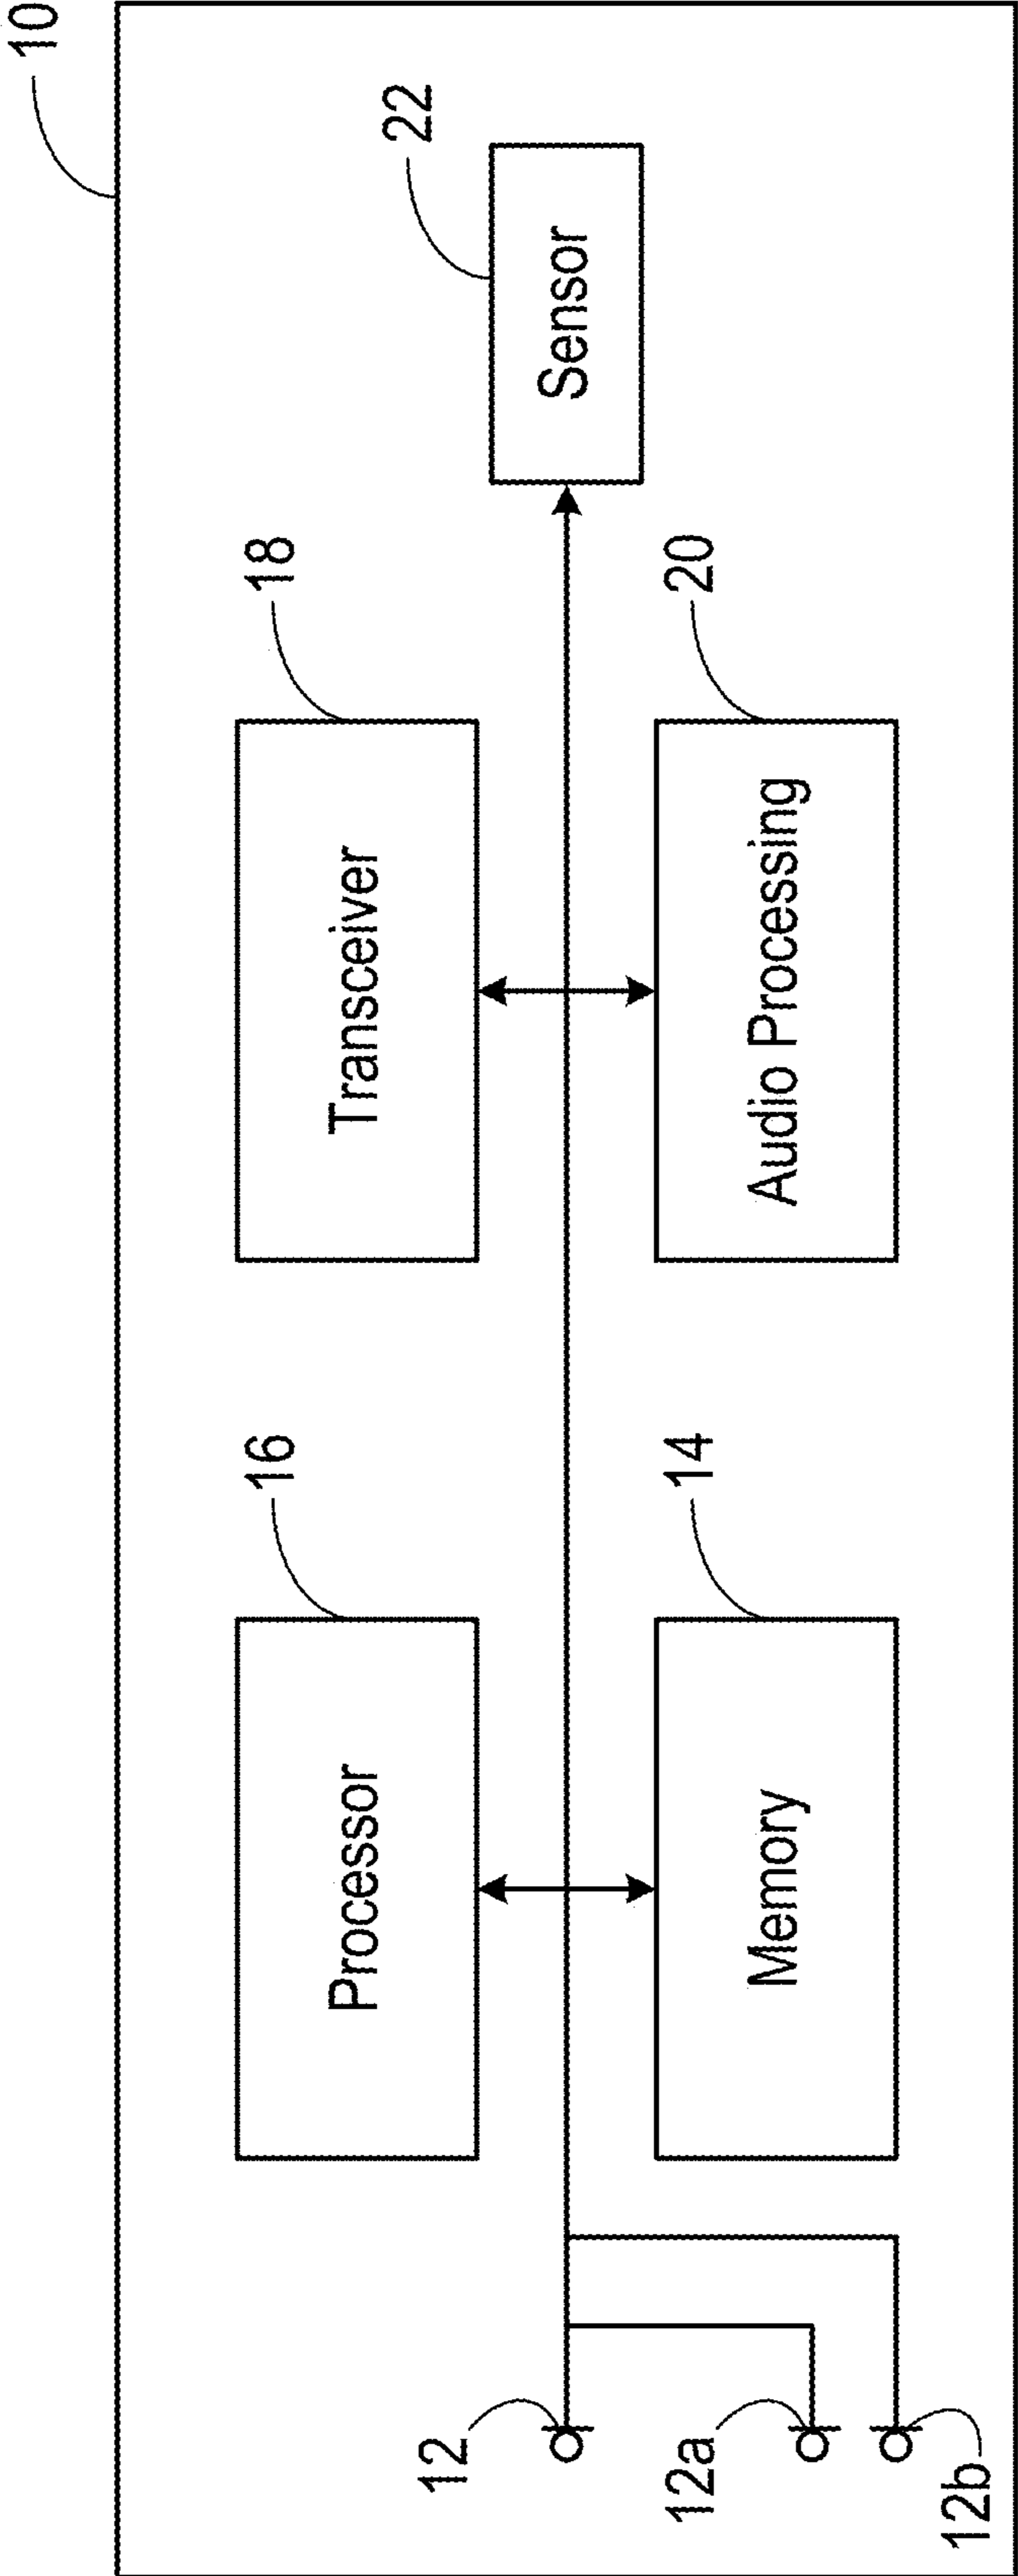 10
22
Sensor
18
20
Transceiver
Audio Processing
16
14
Processor
Memory
12
12a
12b